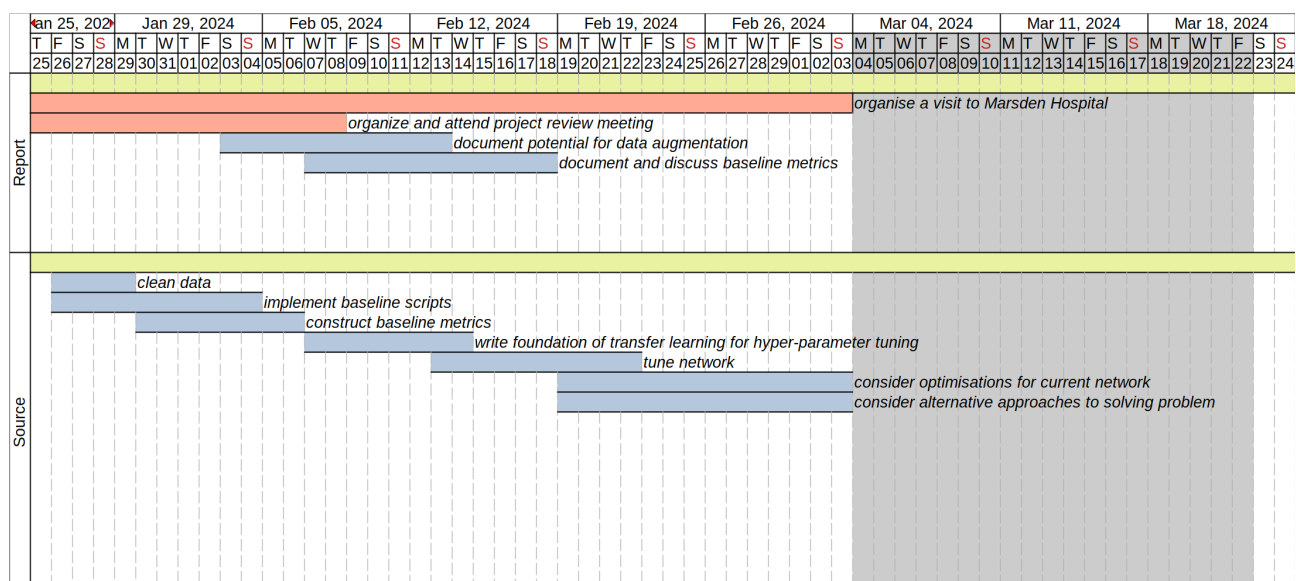 an 25, 202 Jan 29, 2024 Feb 05, 2024 Feb 12, 2024 Feb 19, 2024 Feb 26, 2024 Mar 04, 2024 Mar 11, 2024 Mar 18, 2024
T F S S M T W T F S S M T W T F S S M T W T F S S M T W T F S S M T W T F S S M T W T F S S M T W T F S S M T W T F S S
25 26 27 28 29 30 31 01 02 03 04 05 06 07 08 09 10 11 12 13 14 15 16 17 18 19 20 21 22 23 24 25 26 27 28 29 01 02 03 04 05 06 07 08 09 10 11 12 13 14 15 16 17 18 19 20 21 22 23 24
Report
organise a visit to Marsden Hospital
organize and attend project review meeting
document potential for data augmentation
document and discuss baseline metrics
Source
clean data
implement baseline scripts
construct baseline metrics
write foundation of transfer learning for hyper-parameter tuning
tune network
consider optimisations for current network
consider alternative approaches to solving problem